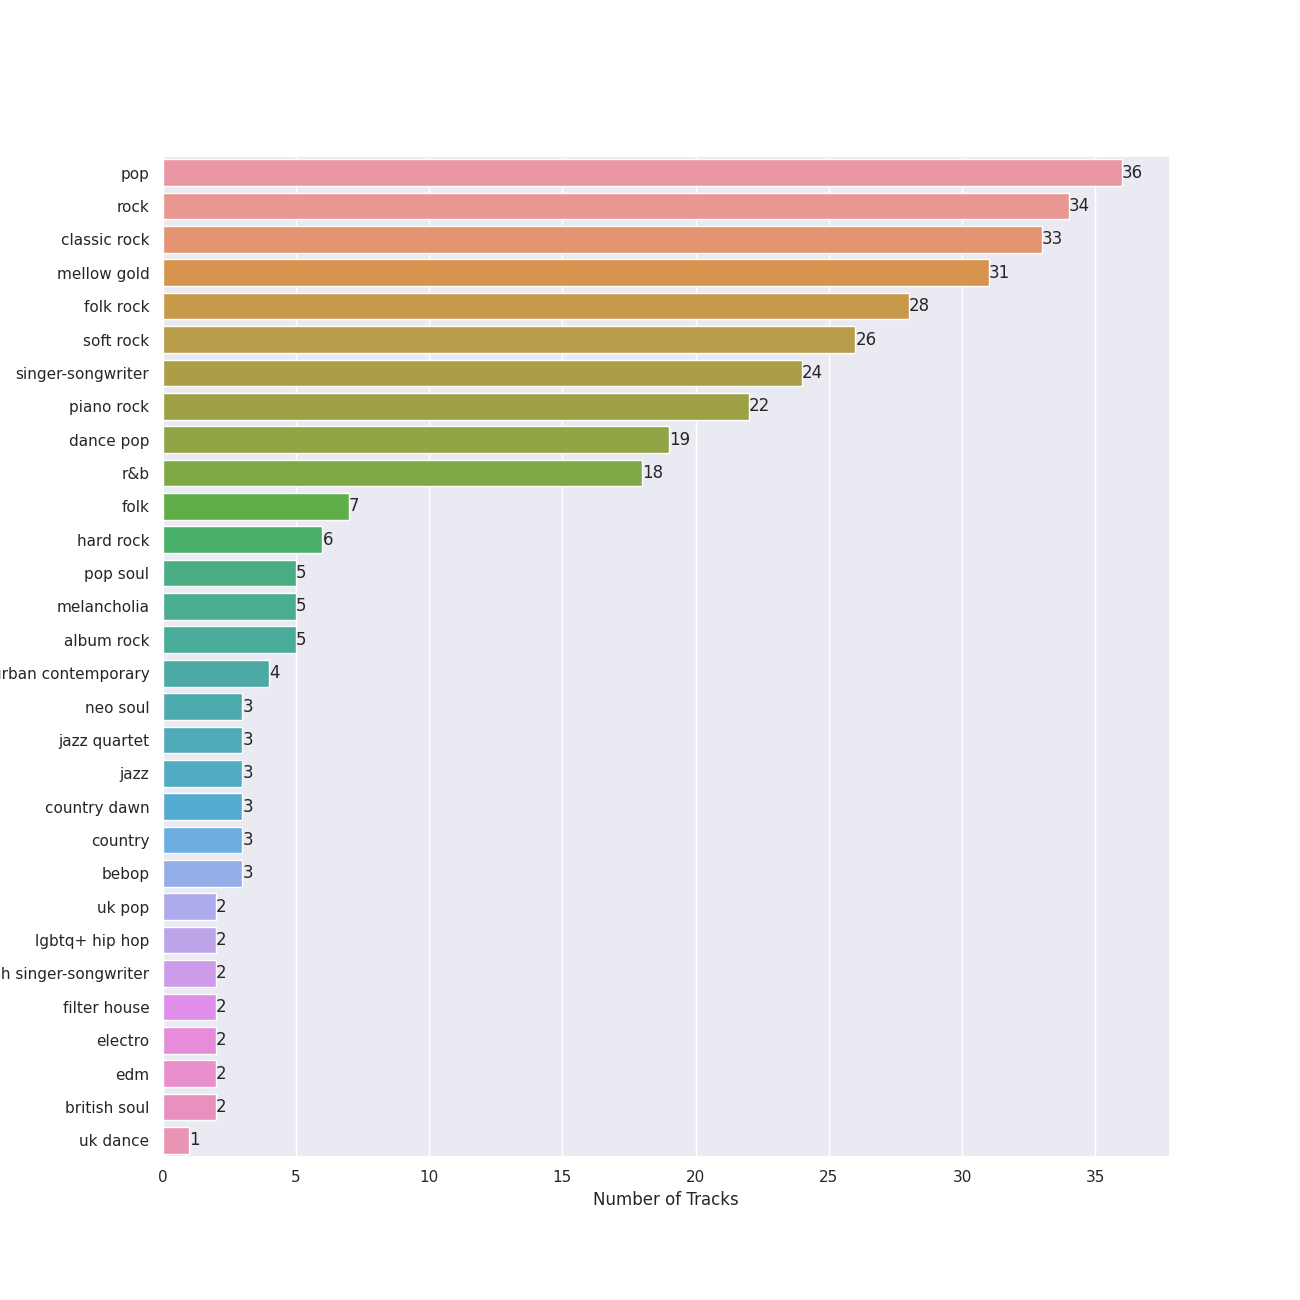 pop 36
rock 34
classic rock 33
mellow gold 31
folk rock 28
soft rock 26
singer-songwriter 24
piano rock 22
dance pop 19
r&b 18
folk 7
hard rock 6
pop soul 5
melancholia 5
album rock 5
contemporary 4
neo soul 3
jazz quartet 3
jazz 3
country dawn 3
country 3
bebop 3
uk pop 2
lgbtq+ hip hop 2
singer-songwriter 2
filter house 2
electro 2
edm 2
british soul 2
uk dance 1
0 5 10 15 20 25 30 35
Number of Tracks